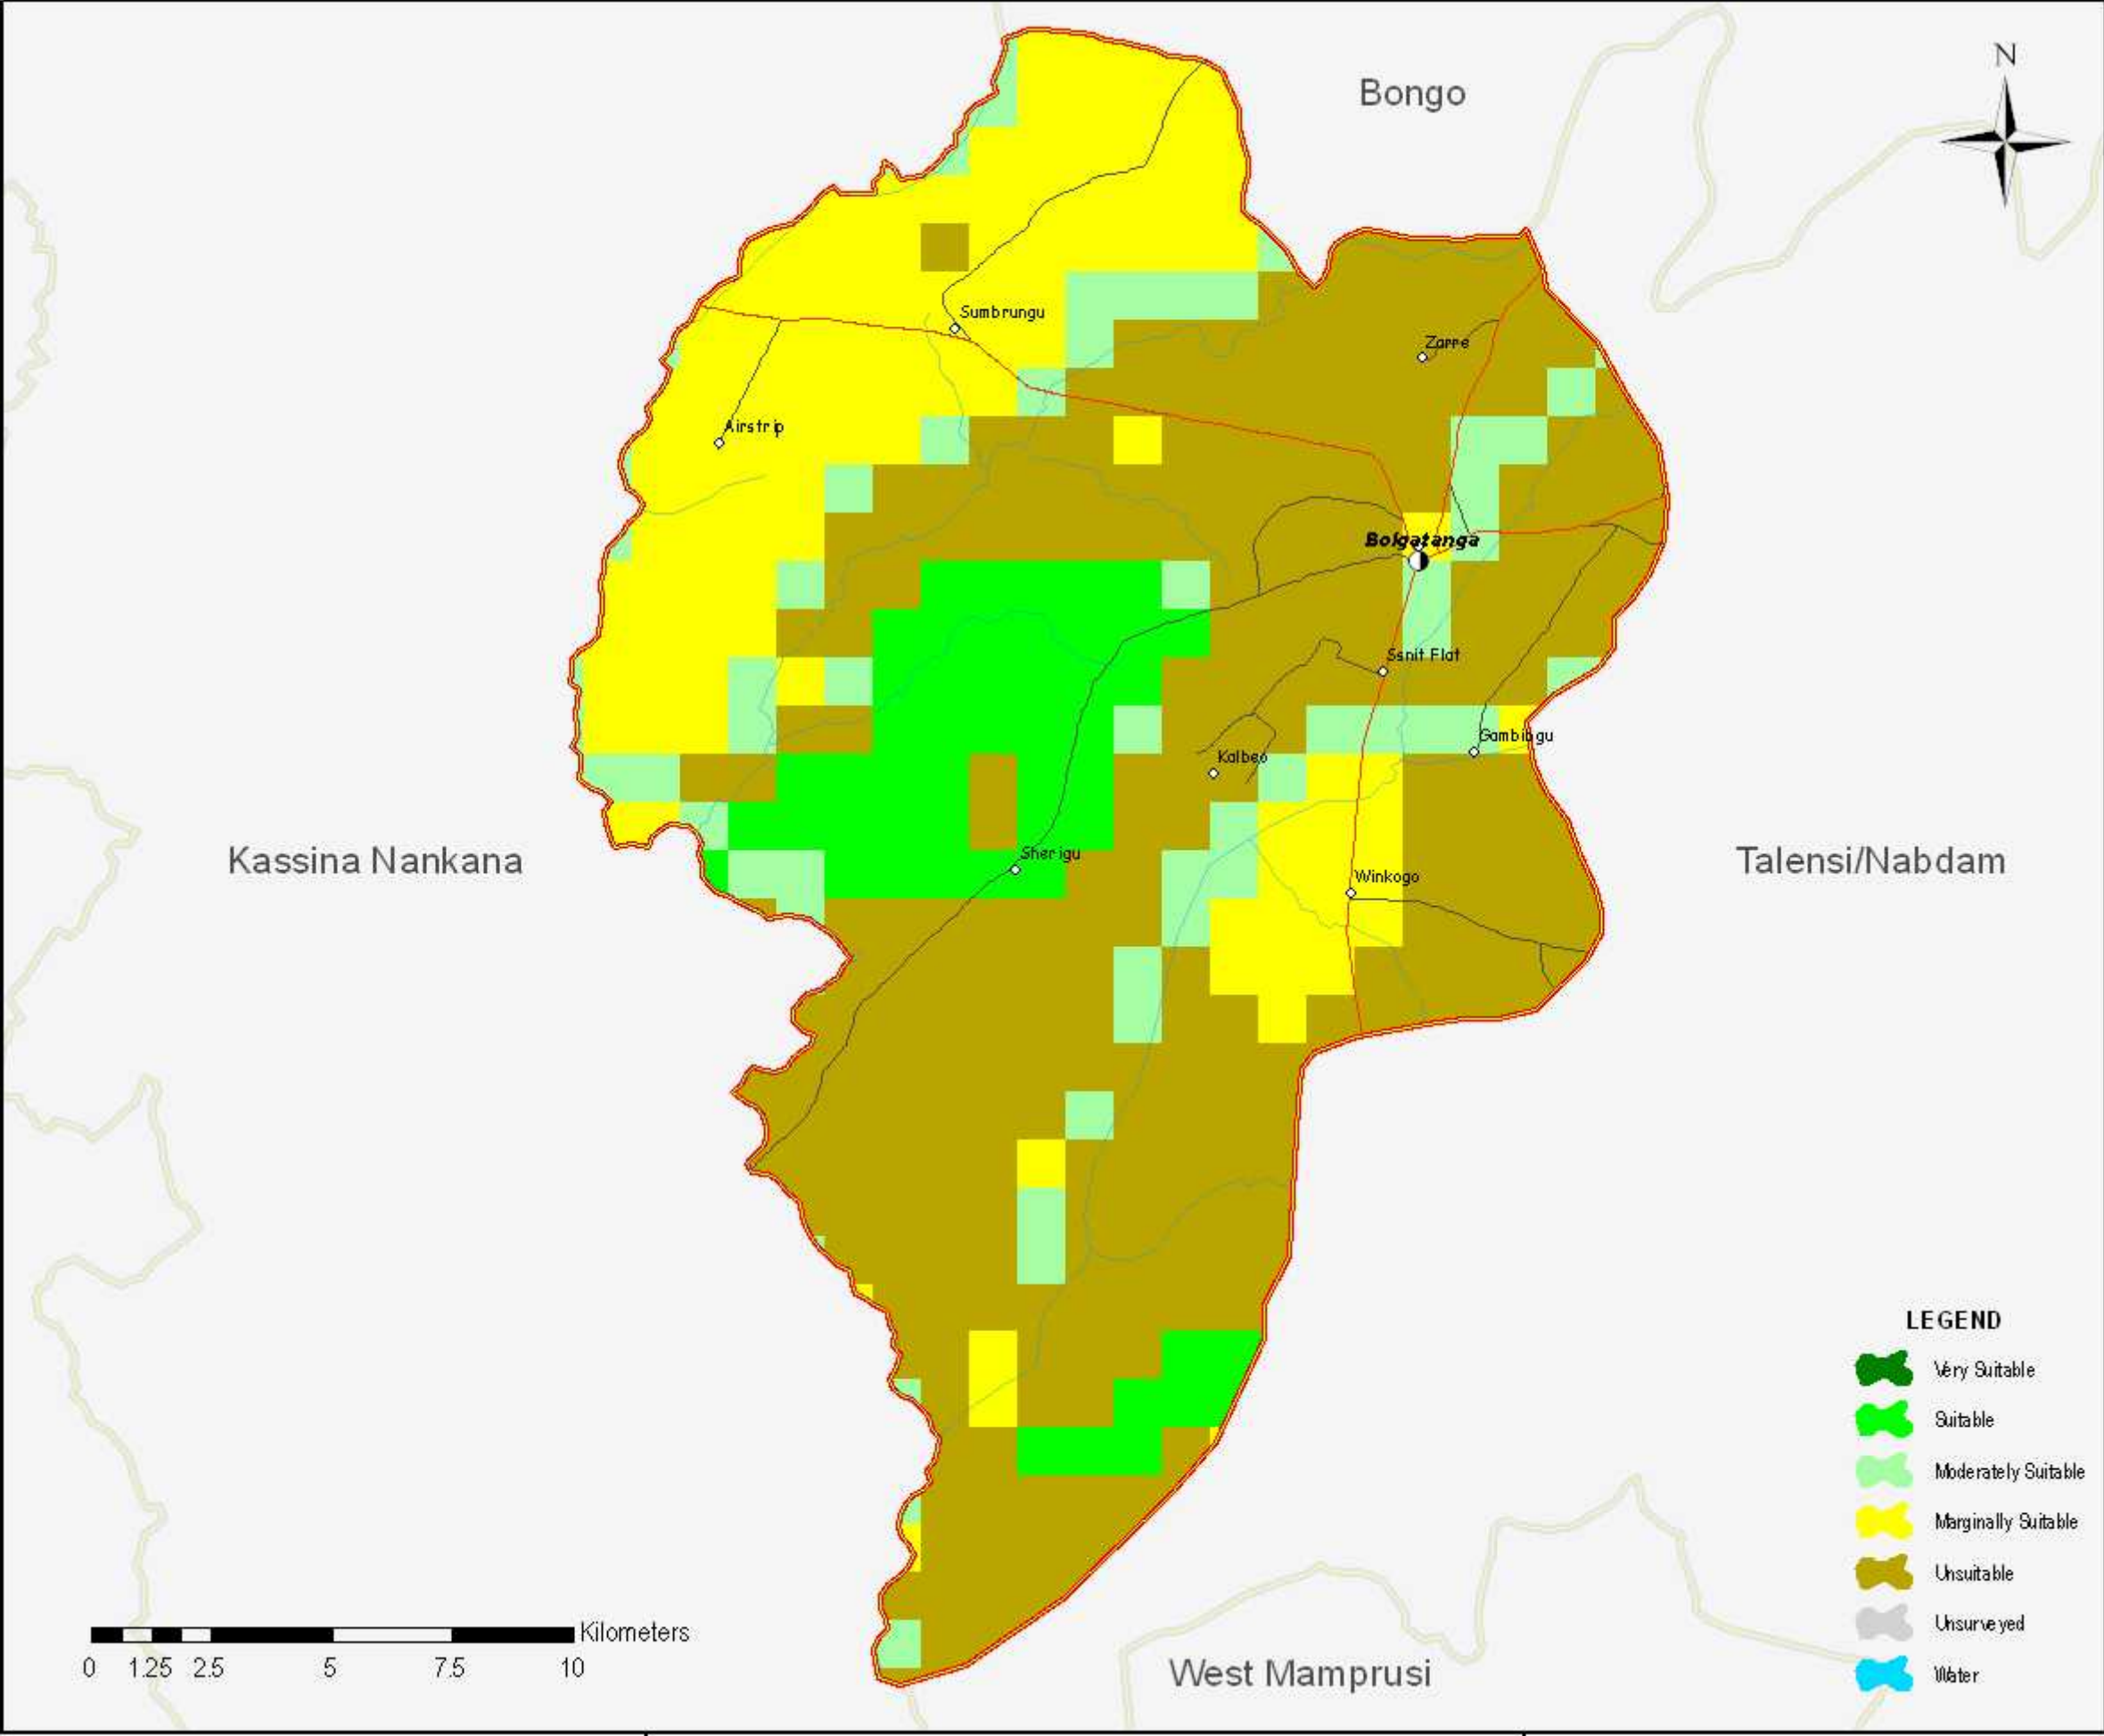 N
Bongo
Sumbrungu
Zarre
Airstrip
Bolgatanga
Ssnit Flat
Gambibgu
Kalbeo
Sherigu
Kassina Nankana
Talensi/Nabdam
Winkogo
LEGEND
Very Suitable
Suitable
Moderately Suitable
Marginally Suitable
Unsuitable
Unsurveyed
Water
Kilometers
0 1.25 2.5 5 7.5 10
West Mamprusi